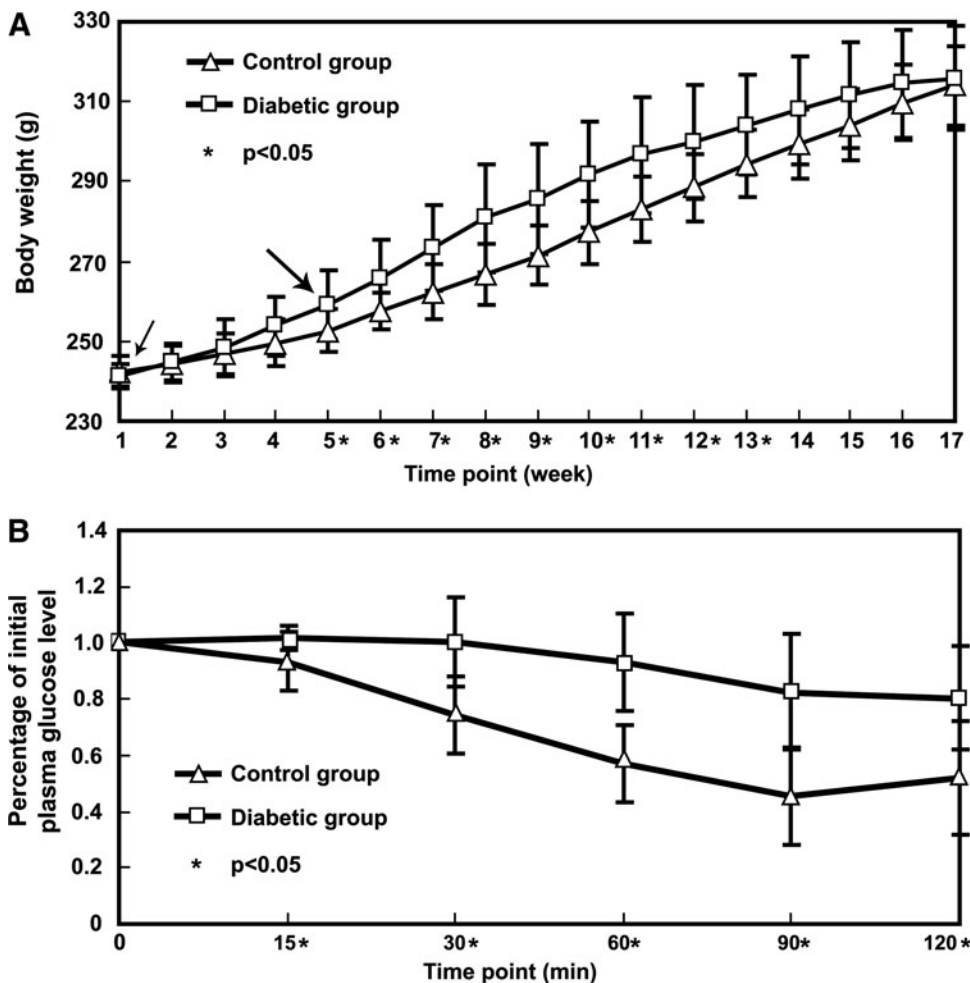 A
330
310
290
270
250
230
Body weight (g)
Control group
Diabetic group
* p<0.05
1 2 3 4 5* 6* 7* 8* 9* 10* 11* 12* 13* 14 15 16 17
Time point (week)
B
1.4
1.2
1.0
0.8
0.6
0.4
0.2
0
Percentage of initial
plasma glucose level
Control group
Diabetic group
* p<0.05
0 15* 30* 60* 90* 120*
Time point (min)